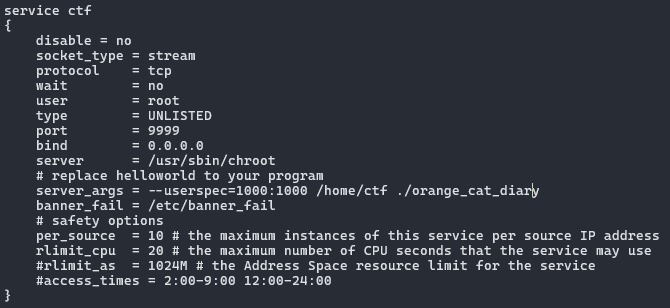 service ctf
{
    disable = no
    socket_type = stream
    protocol    = tcp
    wait        = no
    user        = root
    type        = UNLISTED
    port        = 9999
    bind        = 0.0.0.0
    server      = /usr/sbin/chroot
    # replace helloworld to your program
    server_args = --userspec=1000:1000 /home/ctf ./orange_cat_diary
    banner_fail = /etc/banner_fail
    # safety options
    per_source  = 10 # the maximum instances of this service per source IP address
    rlimit_cpu  = 20 # the maximum number of CPU seconds that the service may use
    #rlimit_as  = 1024M # the Address Space resource limit for the service
    #access_times = 2:00-9:00 12:00-24:00
}